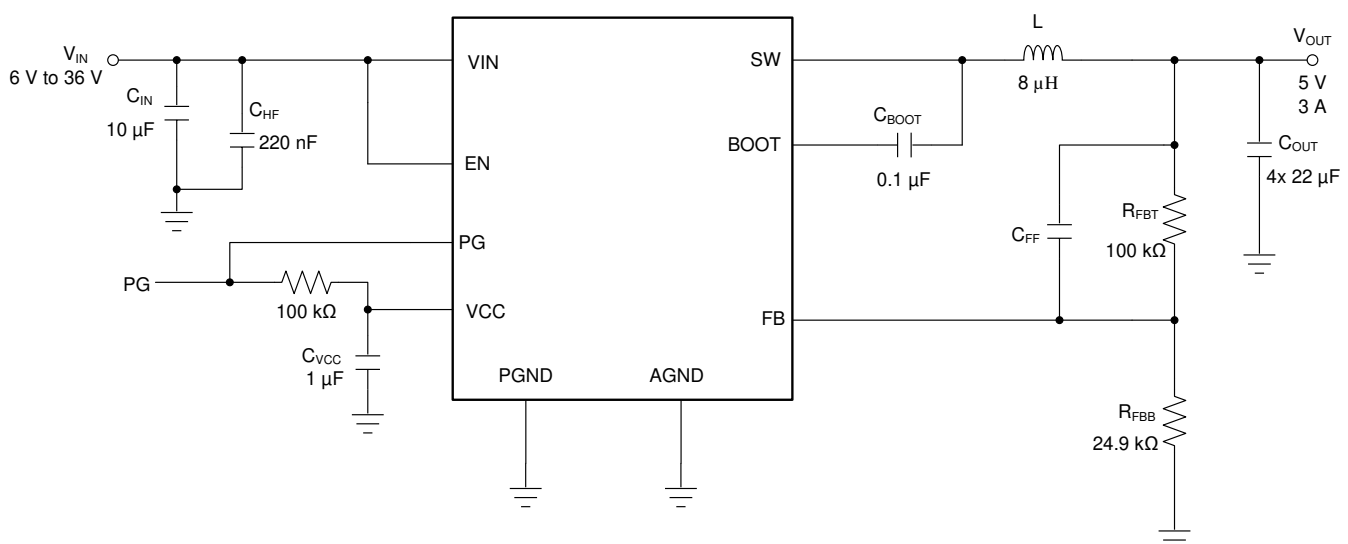 V_IN
6 V to 36 V
C_IN
10 µF
C_HF
220 nF
VIN
EN
PG
PG
100 kΩ
VCC
C_VCC
1 µF
PGND
AGND
SW
BOOT
FB
C_BOOT
0.1 µF
L
8 µH
V_OUT
5 V
3 A
C_OUT
4x 22 µF
C_FF
R_FBT
100 kΩ
R_FBB
24.9 kΩ